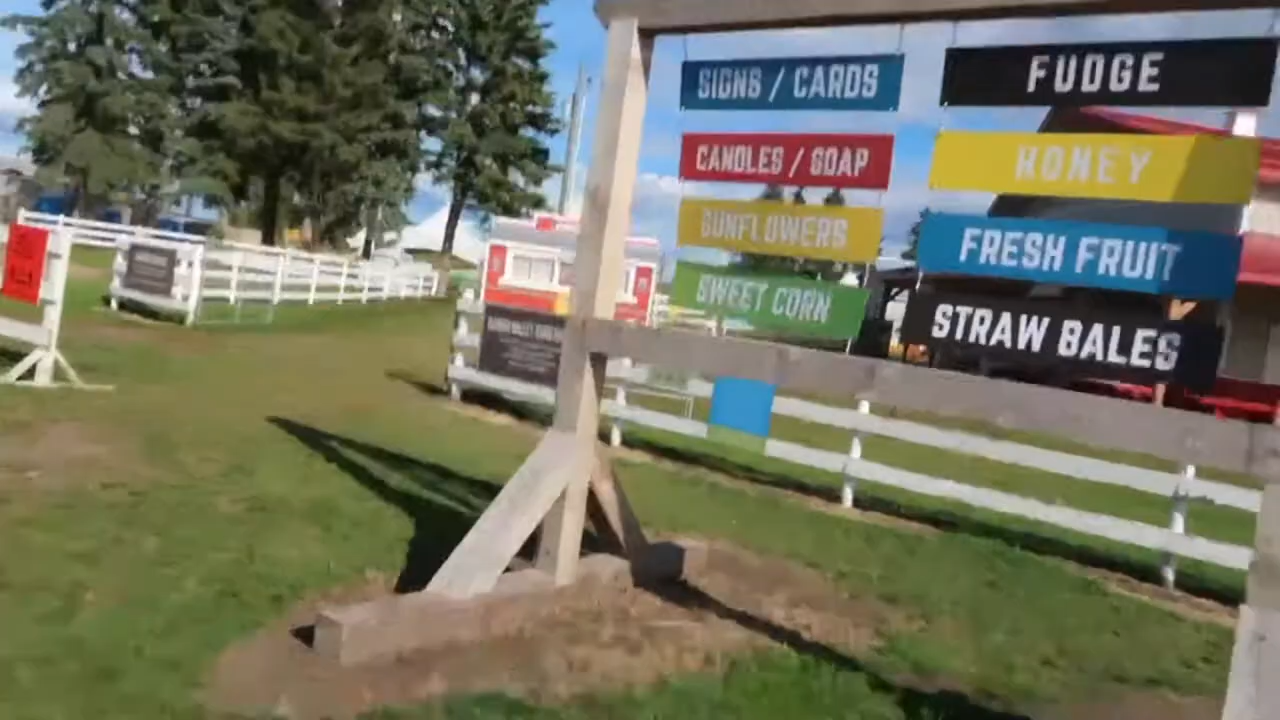 SIGNS / CARDS
CANDLES / SOAP
SUNFLOWERS
SWEET CORN
FUDGE
HONEY
FRESH FRUIT
STRAW BALES